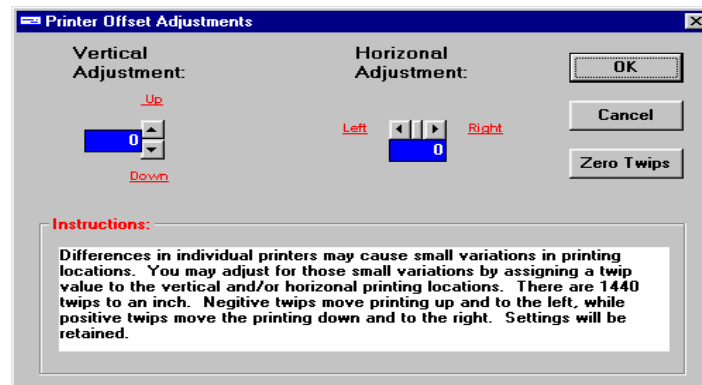 Printer Offset Adjustments
Vertical
Adjustment:
Horizonal
Adjustment:
OK
Up
Cancel
Left
Right
0
0
Down
Zero Twips
Instructions:
Differences in individual printers may cause small variations in printing
locations. You may adjust for those small variations by assigning a twip
value to the vertical and/or horizonal printing locations. There are 1440
twips to an inch. Negitive twips move printing up and to the left, while
positive twips move the printing down and to the right. Settings will be
retained.